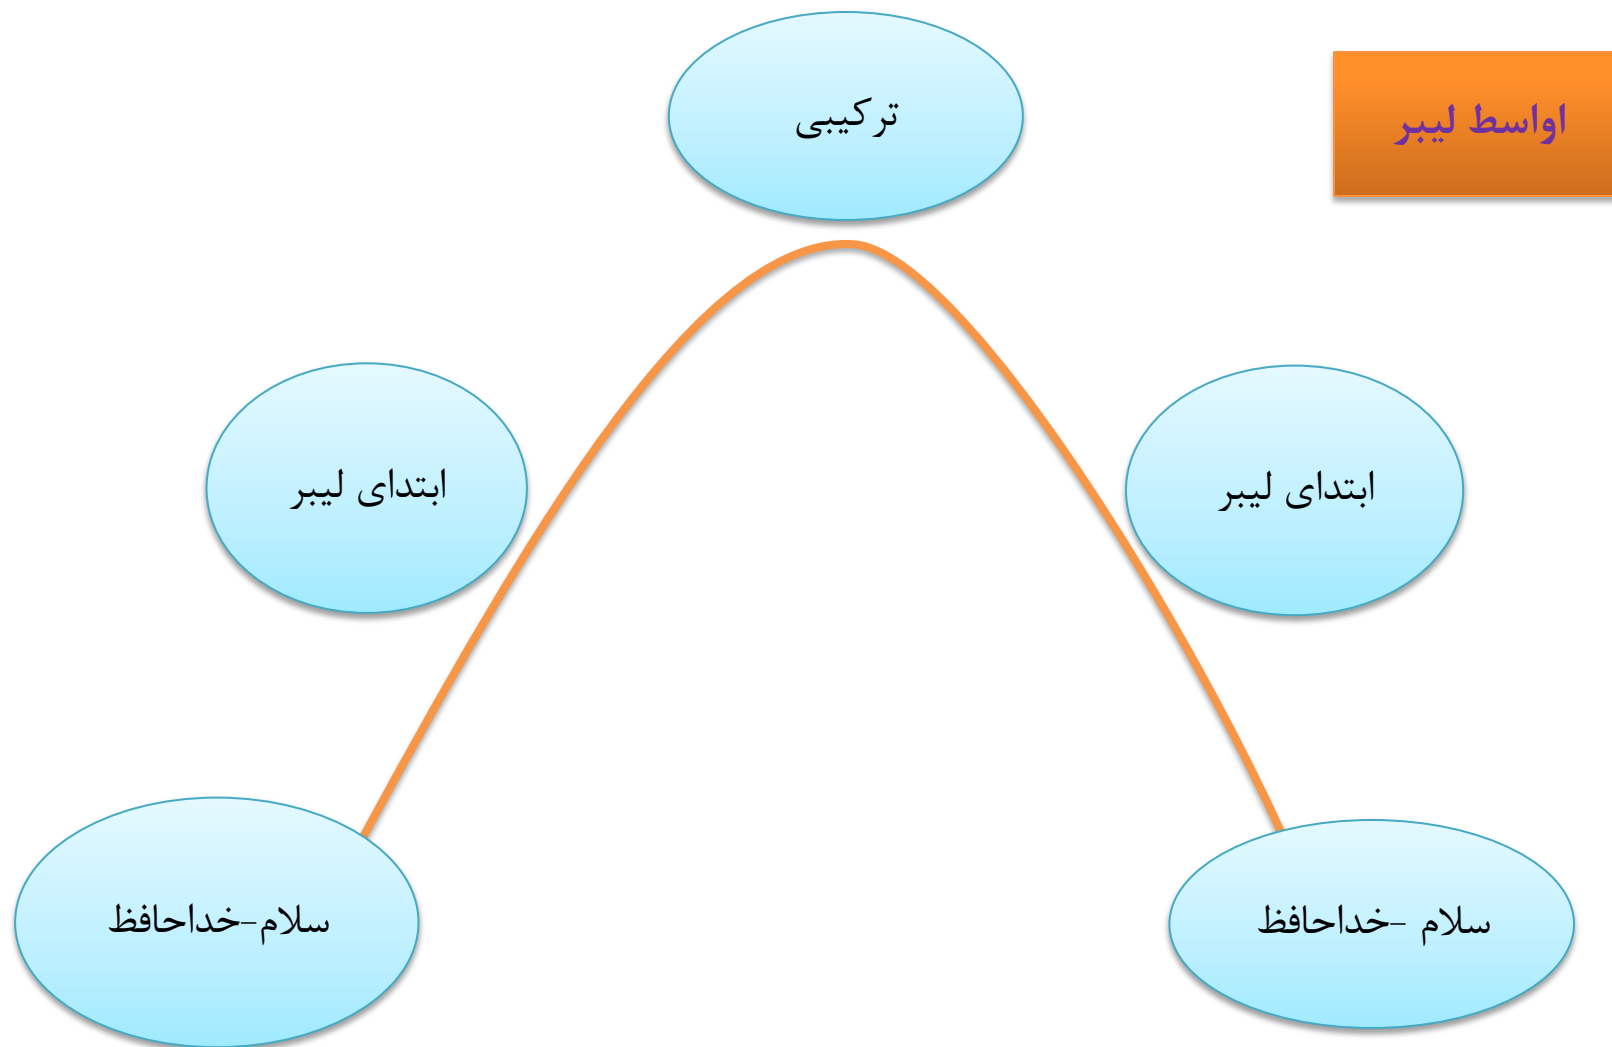 ترکیبی
اواسط لیبر
ابتدای لیبر
ابتدای لیبر
سلام -خداحافظ
سلام-خداحافظ